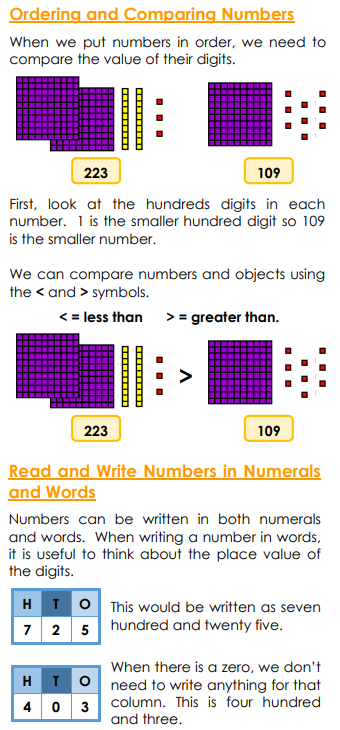 Ordering and Comparing Numbers
When we put numbers in order, we need to
compare the value of their digits.
223 109
First, look at the hundreds digits in each
number. 1 is the smaller hundred digit so 109
is the smaller number.
We can compare numbers and objects using
the < and > symbols.
< = less than > = greater than.
>
223 109
Read and Write Numbers in Numerals
and Words
Numbers can be written in both numerals
and words. When writing a number in words,
it is useful to think about the place value of
the digits.
H T O
7 2 5
This would be written as seven
hundred and twenty five.
H T O
4 0 3
When there is a zero, we don't
need to write anything for that
column. This is four hundred
and three.